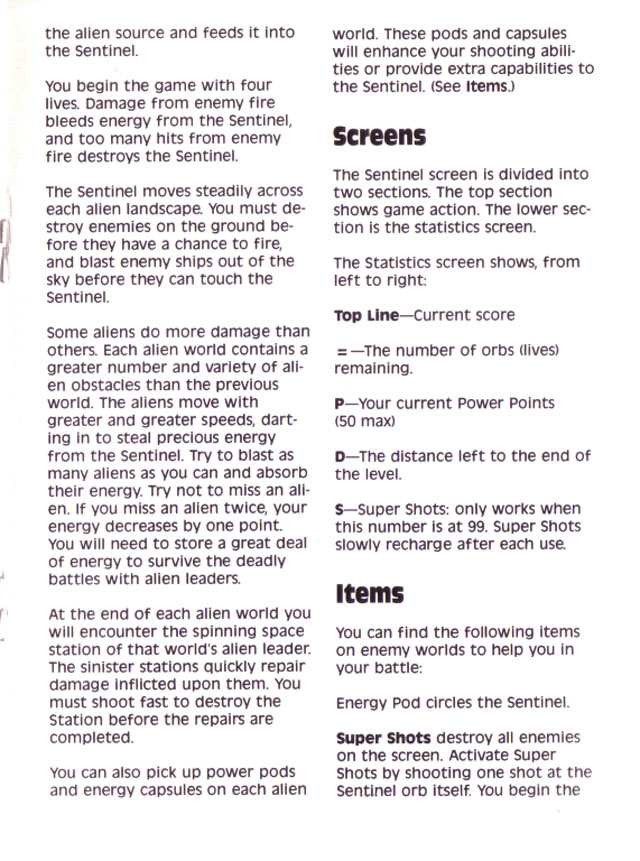 the alien source and feeds it into
the Sentinel.
You begin the game with four
lives. Damage from enemy fire
bleeds energy from the Sentinel,
and too many hits from enemy
fire destroys the Sentinel.
The Sentinel moves steadily across
each alien landscape. You must de-
stroy enemies on the ground be-
fore they have a chance to fire,
and blast enemy ships out of the
sky before they can touch the
Sentinel.
Some aliens do more damage than
others. Each alien world contains a
greater number and variety of ali-
en obstacles than the previous
world. The aliens move with
greater and greater speeds, dart-
ing in to steal precious energy
from the Sentinel. Try to blast as
many aliens as you can and absorb
their energy. Try not to miss an ali-
en. If you miss an alien twice, your
energy decreases by one point.
You will need to store a great deal
of energy to survive the deadly
battles with alien leaders.
At the end of each alien world you
will encounter the spinning space
station of that world's alien leader.
The sinister stations quickly repair
damage inflicted upon them. You
must shoot fast to destroy the
Station before the repairs are
completed.
You can also pick up power pods
and energy capsules on each alien
world. These pods and capsules
will enhance your shooting abili-
ties or provide extra capabilities to
the Sentinel. (See Items.)
Screens
The Sentinel screen is divided into
two sections. The top section
shows game action. The lower sec-
tion is the statistics screen.
The Statistics screen shows, from
left to right:
Top Line—Current score
=—The number of orbs (lives)
remaining.
P—Your current Power Points
(50 max)
D—The distance left to the end of
the level.
S—Super Shots: only works when
this number is at 99. Super Shots
slowly recharge after each use.
Items
You can find the following items
on enemy worlds to help you in
your battle:
Energy Pod circles the Sentinel.
Super Shots destroy all enemies
on the screen. Activate Super
Shots by shooting one shot at the
Sentinel orb itself. You begin the